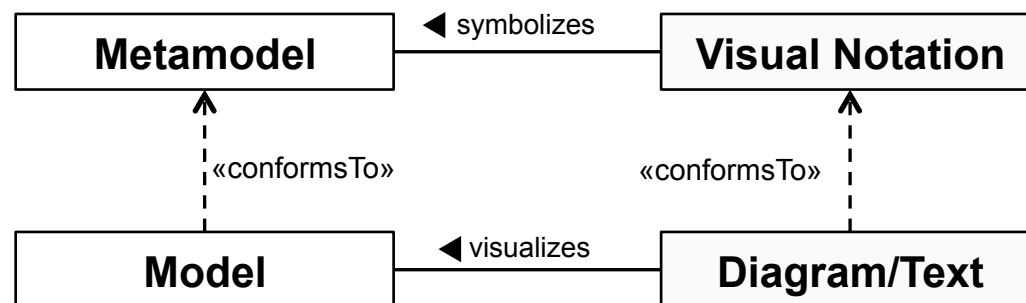 Metamodel
◀ symbolizes
Visual Notation
«conformsTo»
«conformsTo»
Model
◀ visualizes
Diagram/Text